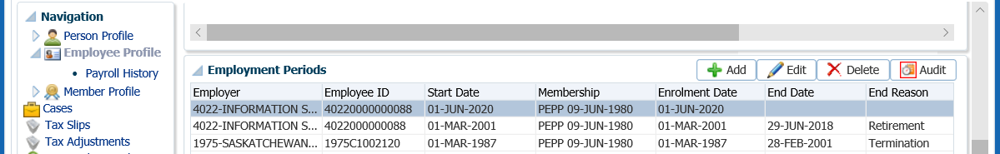 Navigation
Person Profile
Employee Profile
Payroll History
Member Profile
Cases
Tax Slips
Tax Adjustments
Employment Periods Add Edit Delete Audit
Employer Employee ID Start Date Membership Enrolment Date End Date End Reason
4022-INFORMATION S... 40220000000088 01-JUN-2020 PEPP 09-JUN-1980 01-JUN-2020
4022-INFORMATION S... 40220000000088 01-MAR-2001 PEPP 09-JUN-1980 01-MAR-2001 29-JUN-2018 Retirement
1975-SASKATCHEWAN... 1975C1002120 01-MAR-1987 PEPP 09-JUN-1980 01-MAR-1987 28-FEB-2001 Termination